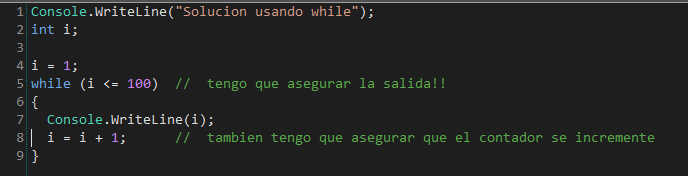 1 Console.WriteLine("Solucion usando while");
2 int i;
3
4 i = 1;
5 while (i <= 100)  //  tengo que asegurar la salida!!
6 {
7   Console.WriteLine(i);
8   i = i + 1;      //  tambien tengo que asegurar que el contador se incremente
9 }